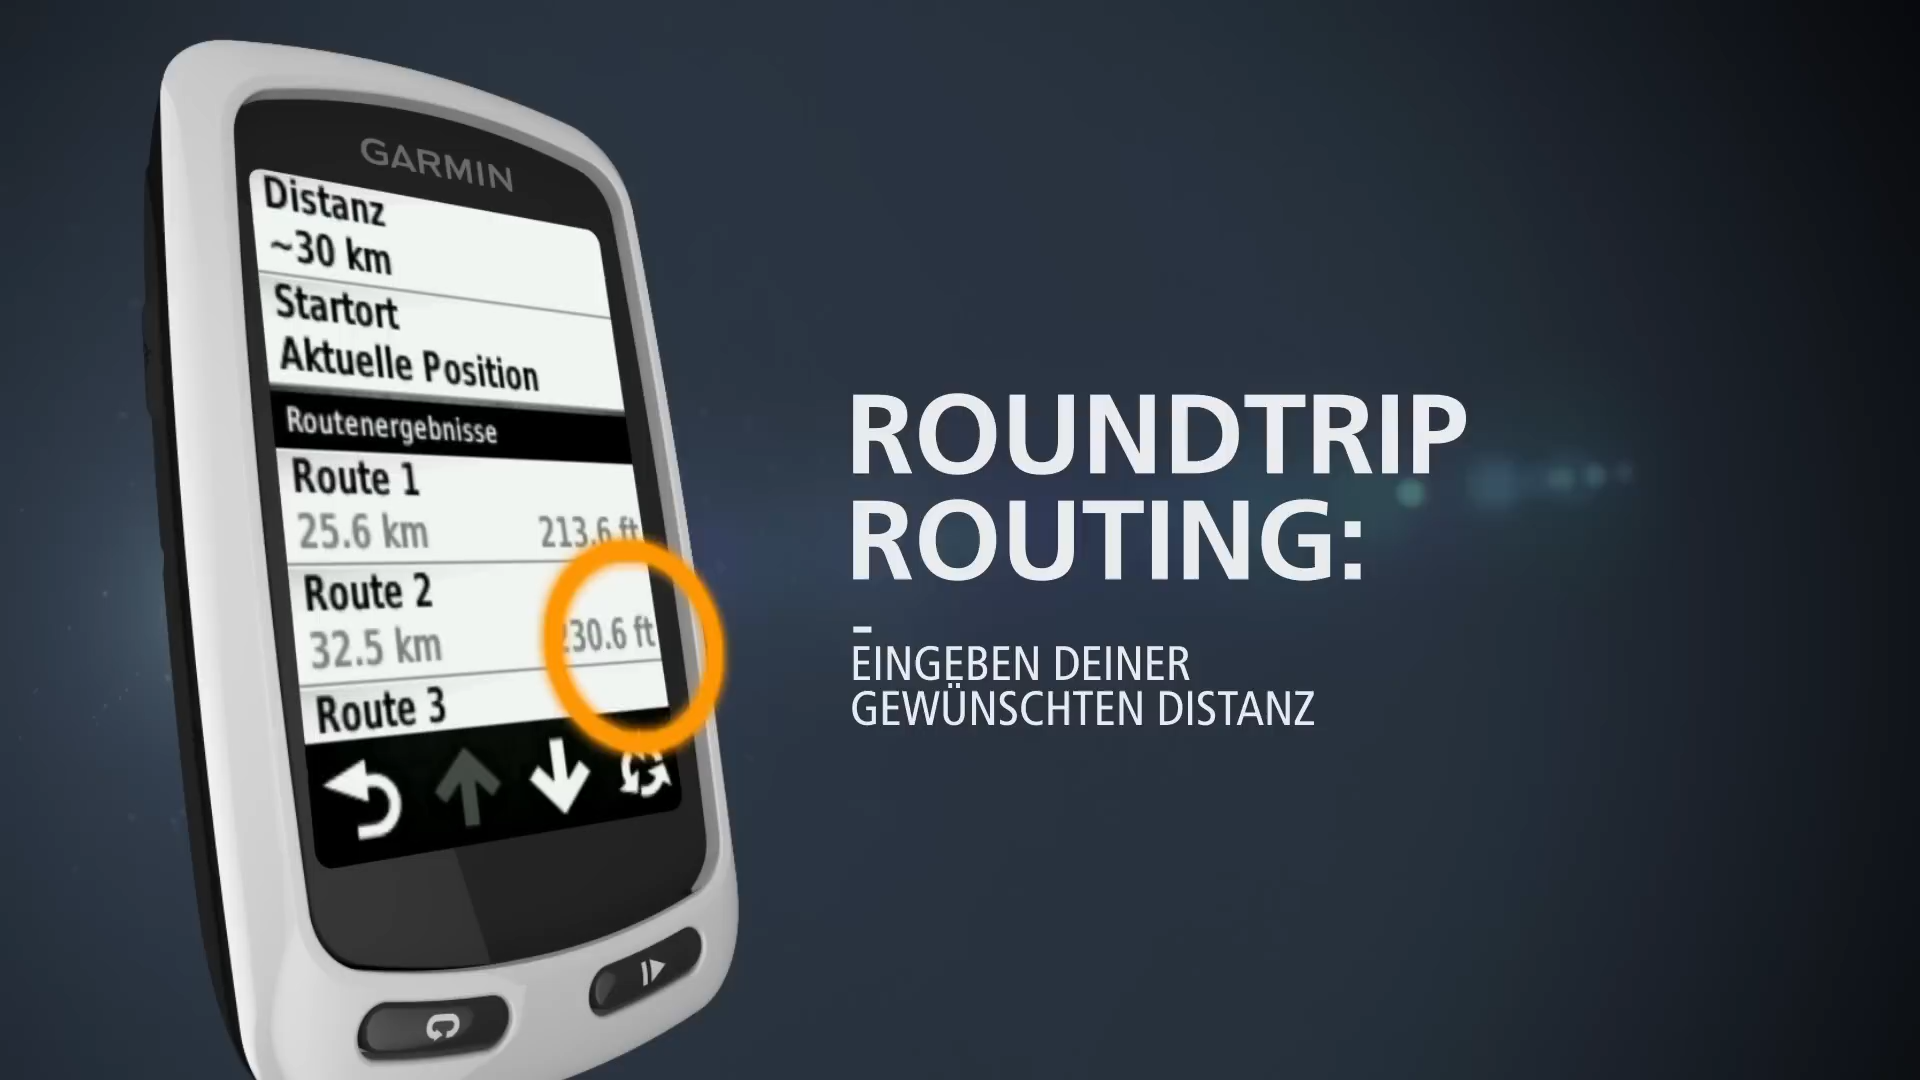 GARMIN
Distanz
~30 km
Startort
Aktuelle Position
Routenergebnisse
Route 1
25.6 km 213.6 ft
Route 2
32.5 km 30.6 ft
Route 3
ROUNDTRIP
ROUTING:
EINGEBEN DEINER
GEWÜNSCHTEN DISTANZ